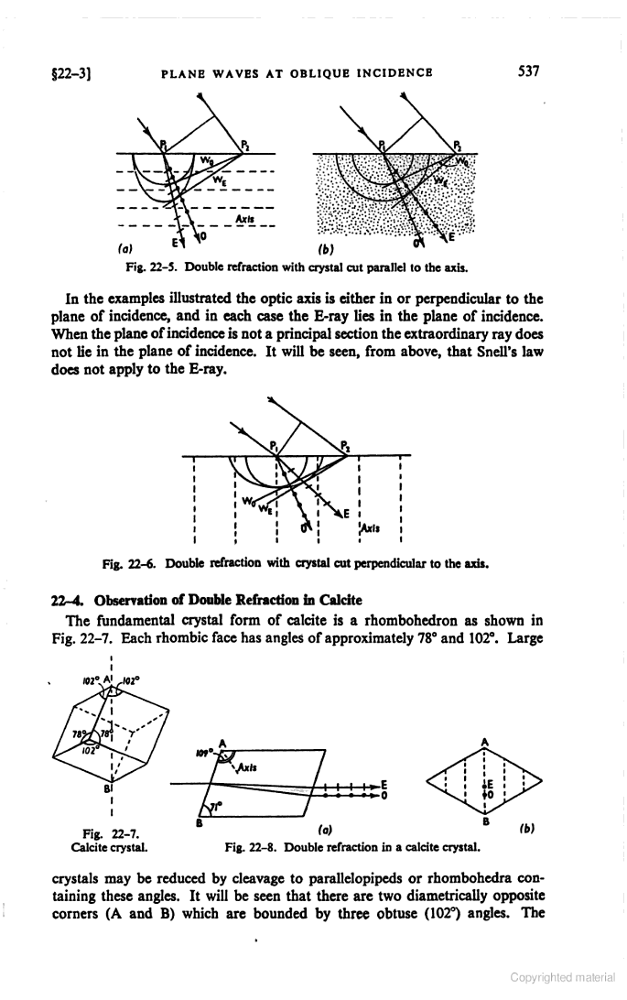 §22–3] PLANE WAVES AT OBLIQUE INCIDENCE 537
P₁ P₂ W₀ Wᴇ Axis E O
(a)
P₁ P₂ W₀ Wᴇ O E
(b)
Fig. 22–5. Double refraction with crystal cut parallel to the axis.
In the examples illustrated the optic axis is either in or perpendicular to the
plane of incidence, and in each case the E-ray lies in the plane of incidence.
When the plane of incidence is not a principal section the extraordinary ray does
not lie in the plane of incidence. It will be seen, from above, that Snell's law
does not apply to the E-ray.
P₁ P₂
W₀ Wᴇ O E Axis
Fig. 22–6. Double refraction with crystal cut perpendicular to the axis.
22–4. Observation of Double Refraction in Calcite
The fundamental crystal form of calcite is a rhombohedron as shown in
Fig. 22–7. Each rhombic face has angles of approximately 78° and 102°. Large
102° A 102°
78° 78°
102°
B
Fig. 22–7.
Calcite crystal.
A
109° Axis
E
O
71°
B
(a)
A
E
O
B
(b)
Fig. 22–8. Double refraction in a calcite crystal.
crystals may be reduced by cleavage to parallelopipeds or rhombohedra con-
taining these angles. It will be seen that there are two diametrically opposite
corners (A and B) which are bounded by three obtuse (102°) angles. The
Copyrighted material